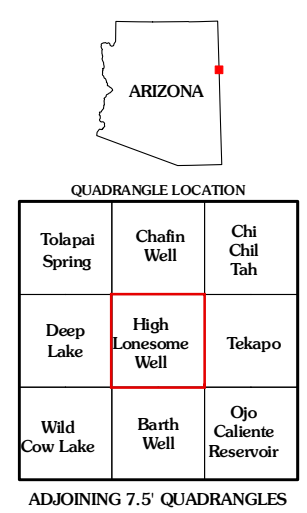 ARIZONA
QUADRANGLE LOCATION
Tolapai
Spring
Chafin
Well
Chi
Chil
Tah
Deep
Lake
High
Lonesome
Well
Tekapo
Wild
Cow Lake
Barth
Well
Ojo
Caliente
Reservoir
ADJOINING 7.5' QUADRANGLES